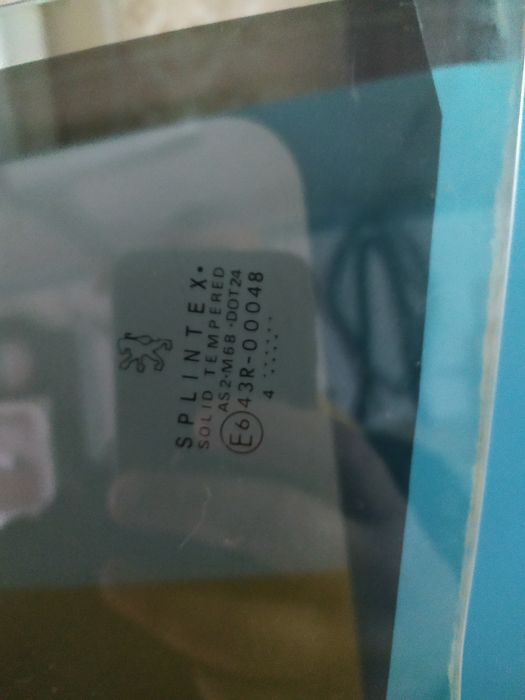 SPLINTEX•
SOLID TEMPERED
AS2-M68-DOT24
E6 43R-00048
4 .......